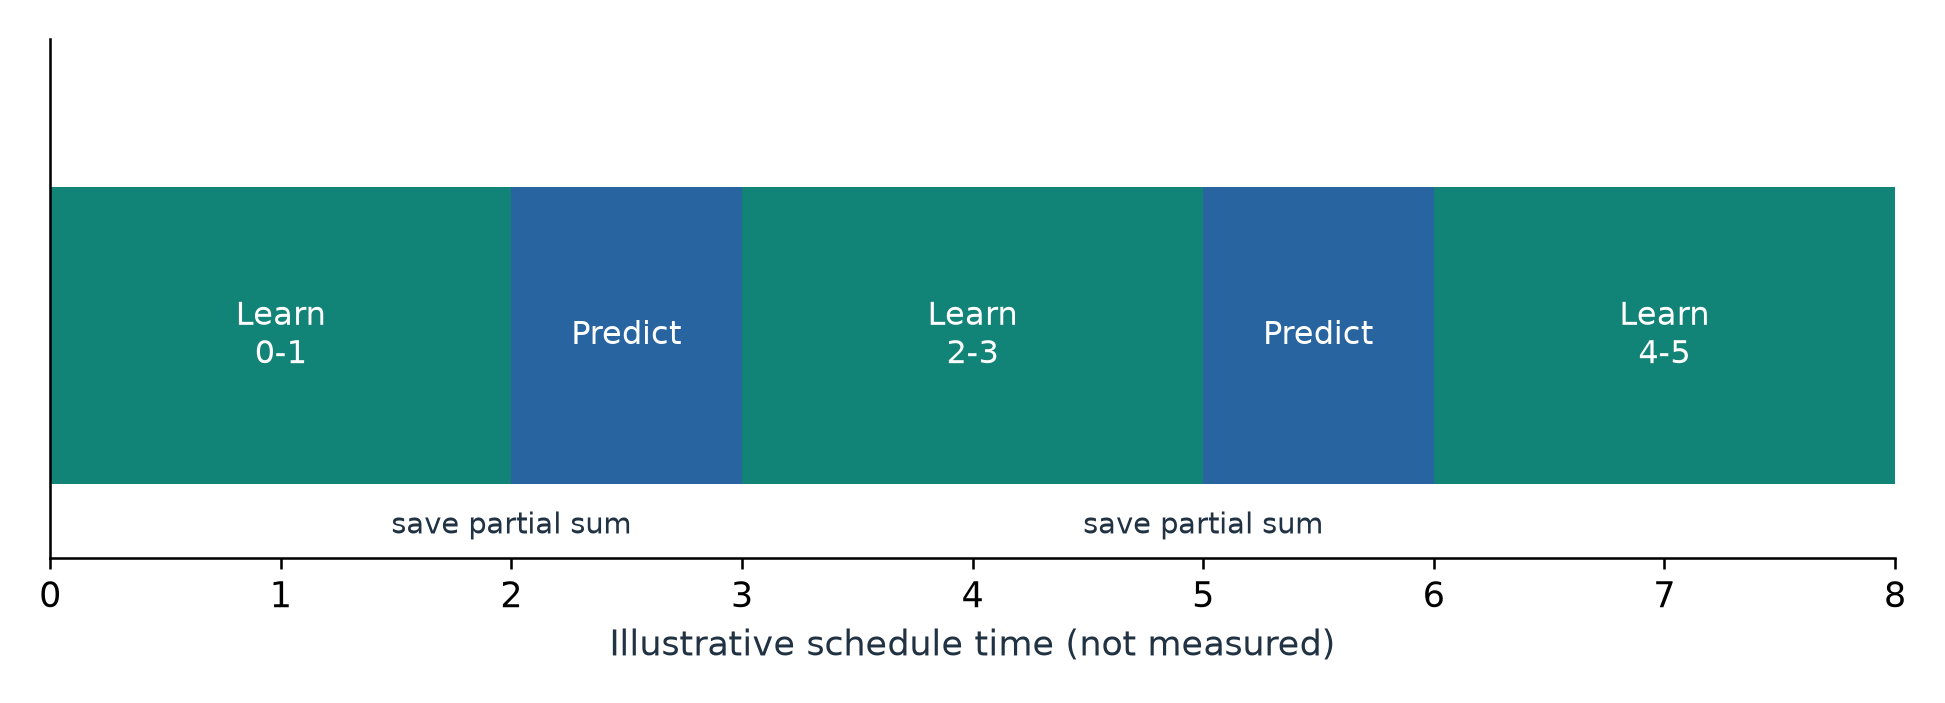 Learn
0-1
Predict
Learn
2-3
Predict
Learn
4-5
save partial sum
save partial sum
0 1 2 3 4 5 6 7 8
Illustrative schedule time (not measured)